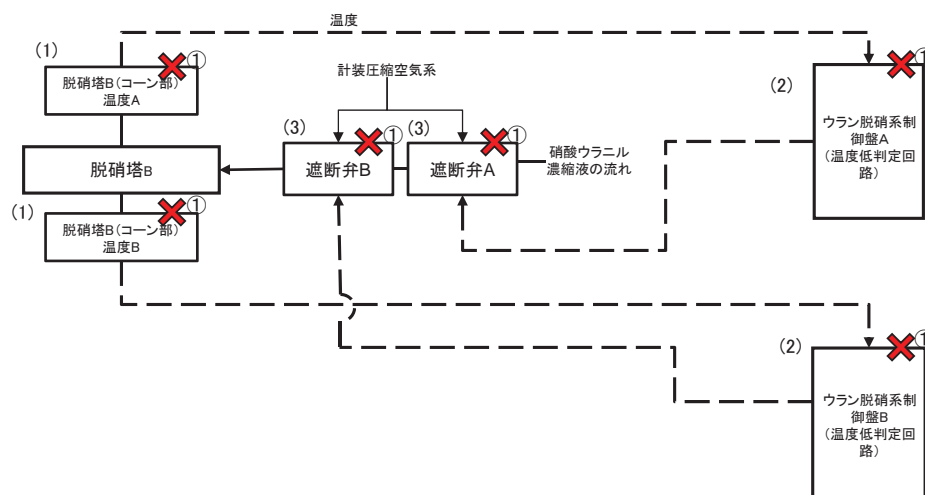 温度
(1)
①
脱硝塔B(コーン部)
温度A
計装圧縮空気系
(2)
①
ウラン脱硝系制
御盤A
(温度低判定回
路)
(3)
①
遮断弁B
(3)
①
遮断弁A
硝酸ウラニル
濃縮液の流れ
脱硝塔B
(1)
①
脱硝塔B(コーン部)
温度B
(2)
①
ウラン脱硝系制
御盤B
(温度低判定回
路)